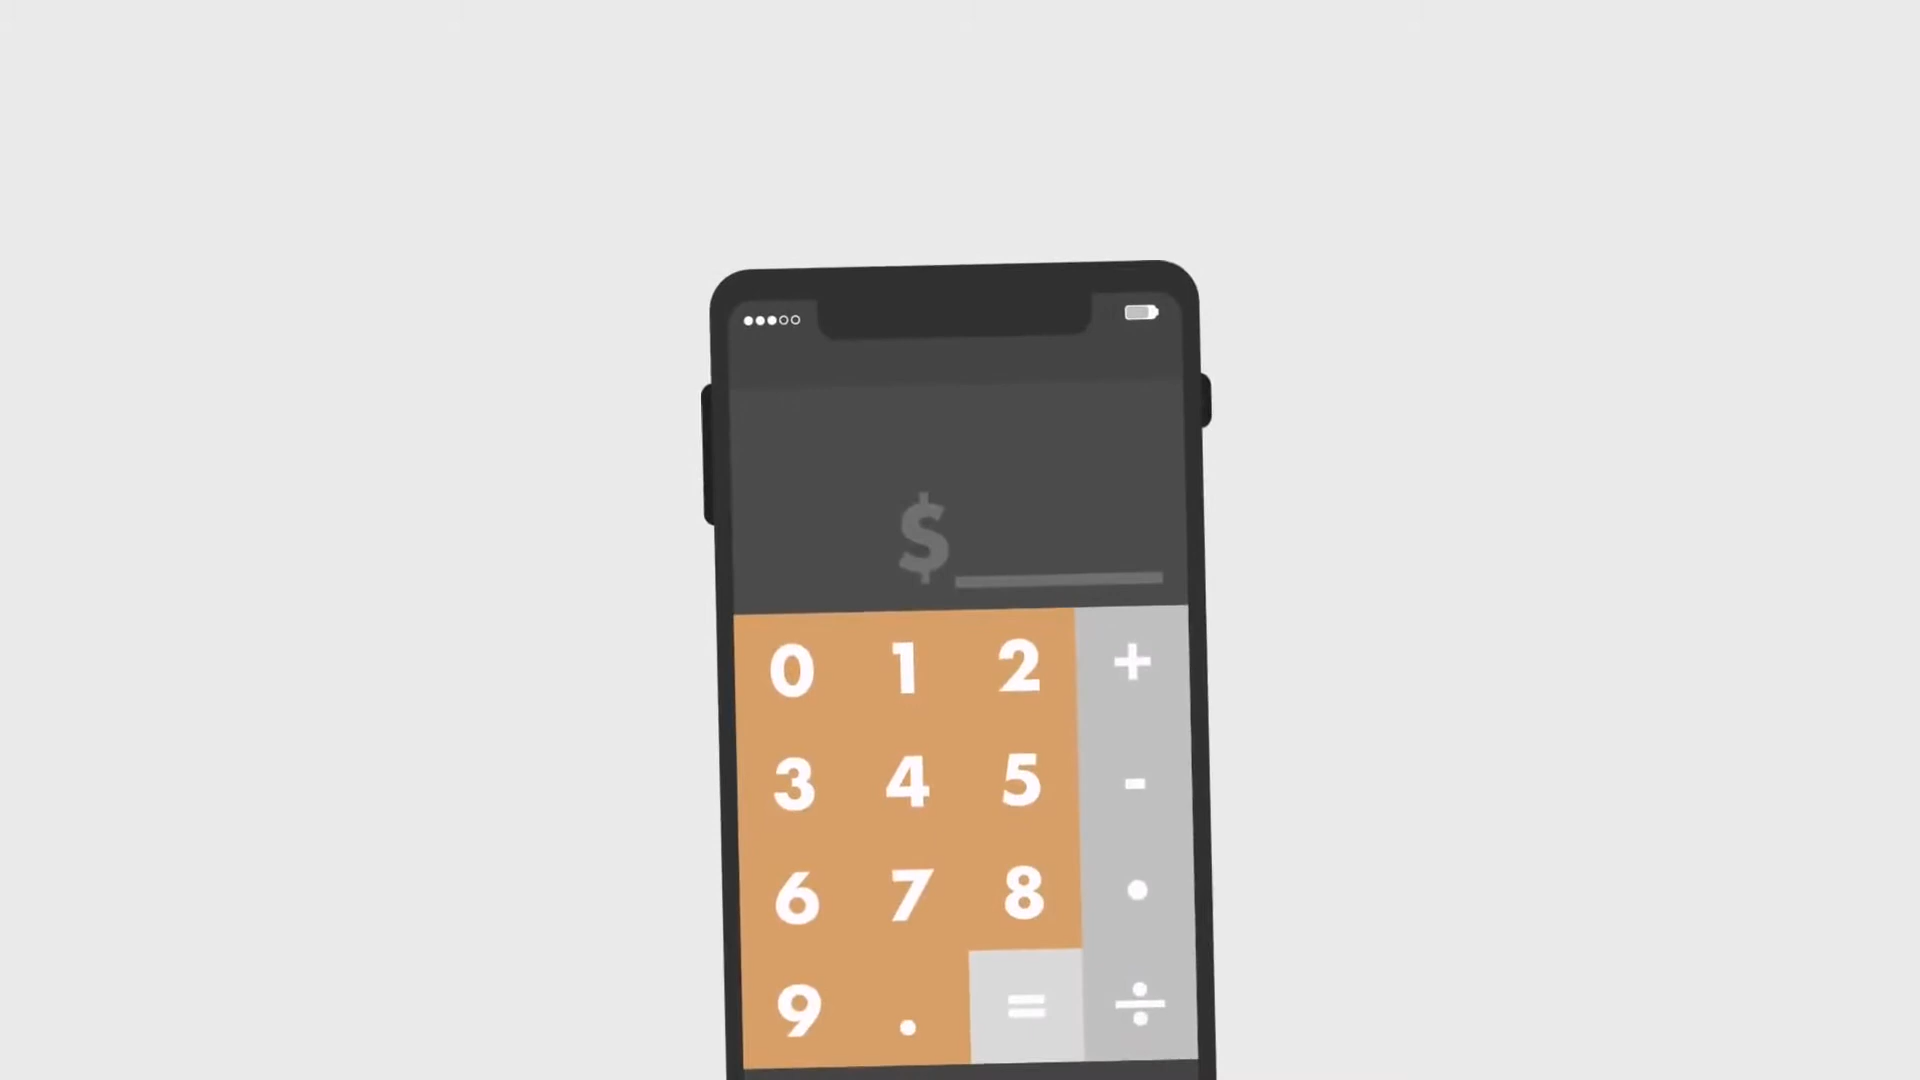 $
0 1 2 +
3 4 5 -
6 7 8 •
9 . = ÷